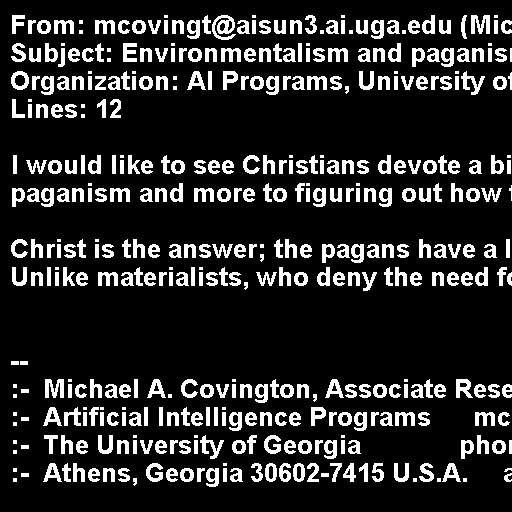 From: mcovingt@aisun3.ai.uga.edu (Mic
Subject: Environmentalism and paganis
Organization: AI Programs, University of
Lines: 12
I would like to see Christians devote a bi
paganism and more to figuring out how
Christ is the answer; the pagans have a l
Unlike materialists, who deny the need fo
--
:- Michael A. Covington, Associate Rese
:- Artificial Intelligence Programs mc
:- The University of Georgia phon
:- Athens, Georgia 30602-7415 U.S.A. a